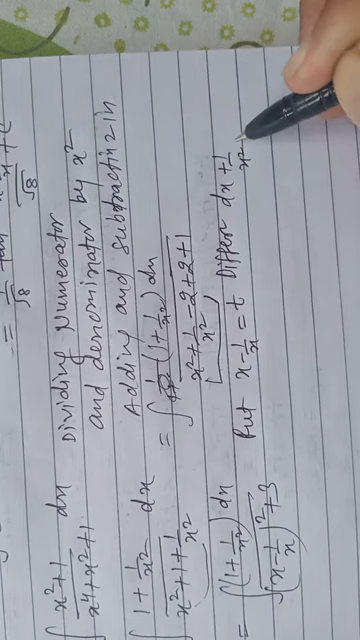 = 1/√8 tan x + c
√8
∫ x²+1 / x⁴+x²+1 dx Dividing Numerator
and denominator by x²
∫ 1+1/x² / x²+1+1/x² dx Adding and subtracting 2 in
= ∫ (1+1/x²) dx / x²+1/x²-2+2+1
= ∫ (1+1/x²) dx / (x-1/x)²+3 Put x-1/x = t Differ dx+1/x²